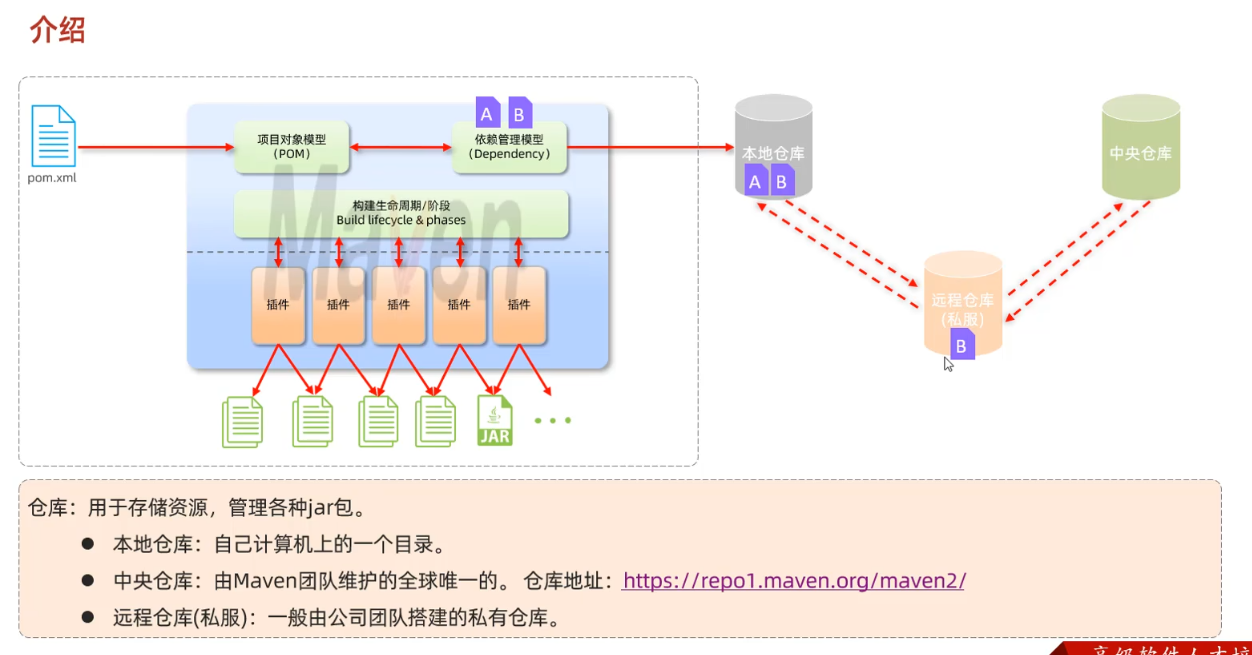 介绍
A B
项目对象模型
(POM)
依赖管理模型
(Dependency)
pom.xml
构建生命周期/阶段
Build lifecycle & phases
Maven
插件 插件 插件 插件 插件
JAR
本地仓库
A B
中央仓库
远程仓库
(私服)
B
仓库：用于存储资源，管理各种jar包。
● 本地仓库：自己计算机上的一个目录。
● 中央仓库：由Maven团队维护的全球唯一的。 仓库地址：https://repo1.maven.org/maven2/
● 远程仓库(私服)：一般由公司团队搭建的私有仓库。
高级软件人才培